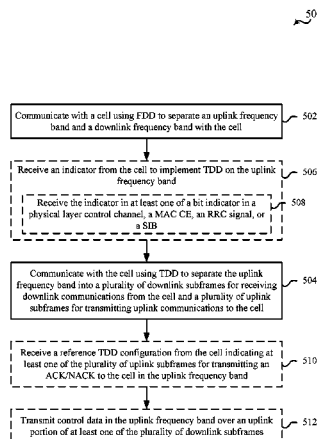 50
Communicate with a cell using FDD to separate an uplink frequency
band and a downlink frequency band with the cell
502
Receive an indicator from the cell to implement TDD on the uplink
frequency band
506
Receive the indicator in at least one of a bit indicator in a
physical layer control channel, a MAC CE, an RRC signal, or
a SIB
508
Communicate with the cell using TDD to separate the uplink
frequency band into a plurality of downlink subframes for receiving
downlink communications from the cell and a plurality of uplink
subframes for transmitting uplink communications to the cell
504
Receive a reference TDD configuration from the cell indicating at
least one of the plurality of uplink subframes for transmitting an
ACK/NACK to the cell in the uplink frequency band
510
Transmit control data in the uplink frequency band over an uplink
portion of at least one of the plurality of downlink subframes
512